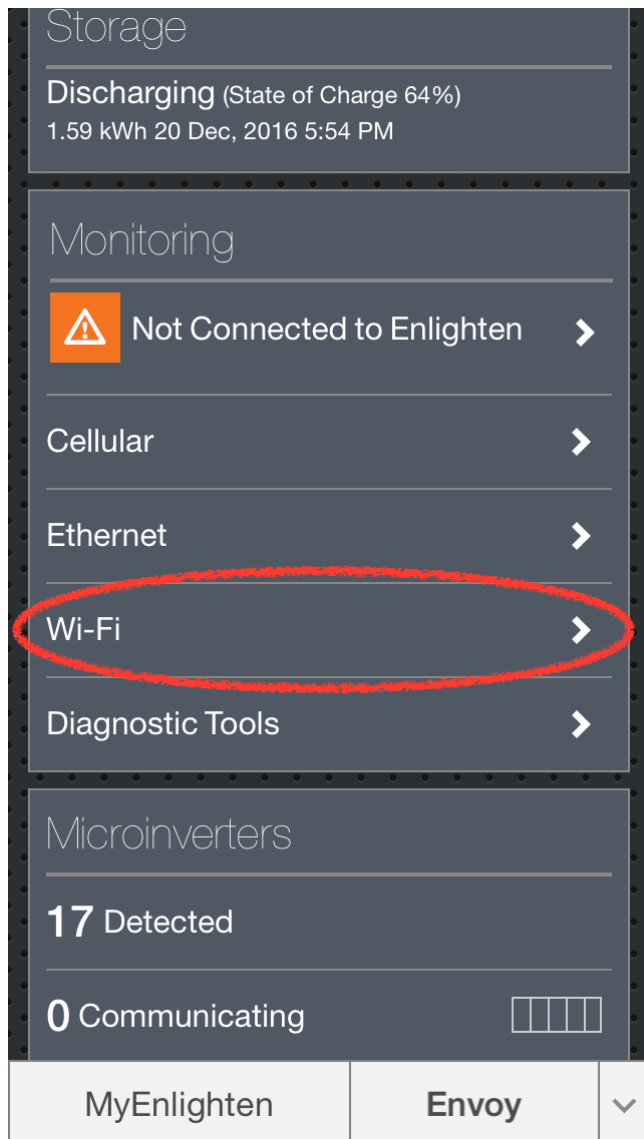 Storage
Discharging (State of Charge 64%)
1.59 kWh 20 Dec, 2016 5:54 PM
Monitoring
Not Connected to Enlighten
Cellular
Ethernet
Wi-Fi
Diagnostic Tools
Microinverters
17 Detected
0 Communicating
MyEnlighten Envoy